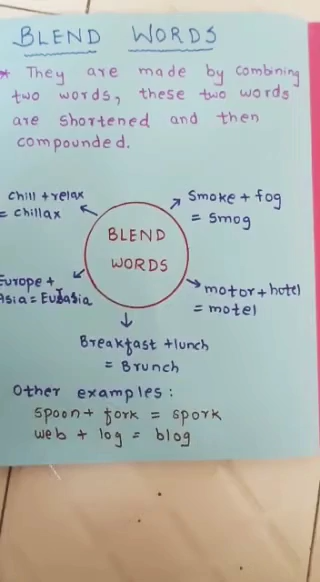 BLEND WORDS
* They are made by combining
two words, these two words
are shortened and then
compounded.
chill + relax
= chillax
Smoke + fog
= smog
BLEND
WORDS
Europe +
Asia = Eurasia
motor + hotel
= motel
Breakfast + lunch
= Brunch
Other examples :
spoon + fork = spork
web + log = blog